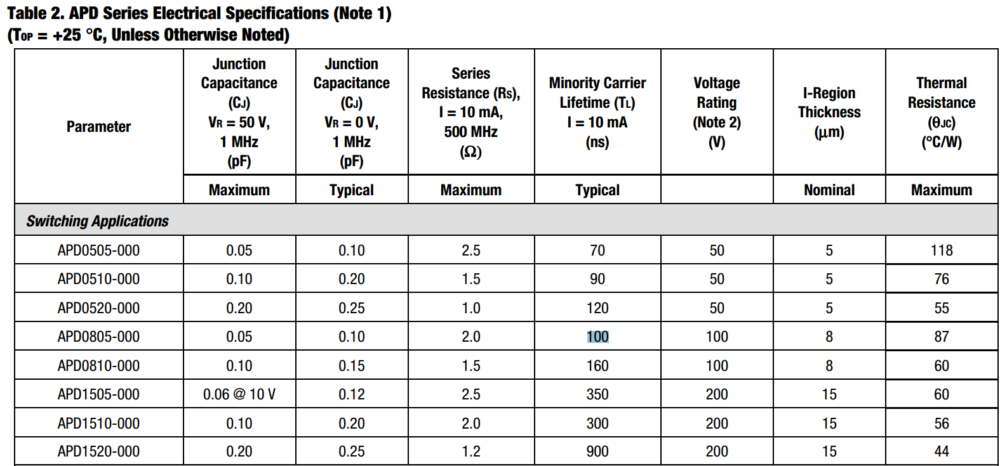 Table 2. APD Series Electrical Specifications (Note 1)
(TOP = +25 °C, Unless Otherwise Noted)
Parameter
Junction Capacitance (CJ) VR = 50 V, 1 MHz (pF)
Junction Capacitance (CJ) VR = 0 V, 1 MHz (pF)
Series Resistance (RS), I = 10 mA, 500 MHz (Ω)
Minority Carrier Lifetime (TL) I = 10 mA (ns)
Voltage Rating (Note 2) (V)
I-Region Thickness (μm)
Thermal Resistance (θJC) (°C/W)
Maximum Typical Maximum Typical Nominal Maximum
Switching Applications
APD0505-000 0.05 0.10 2.5 70 50 5 118
APD0510-000 0.10 0.20 1.5 90 50 5 76
APD0520-000 0.20 0.25 1.0 120 50 5 55
APD0805-000 0.05 0.10 2.0 100 100 8 87
APD0810-000 0.10 0.15 1.5 160 100 8 60
APD1505-000 0.06 @ 10 V 0.12 2.5 350 200 15 60
APD1510-000 0.10 0.20 2.0 300 200 15 56
APD1520-000 0.20 0.25 1.2 900 200 15 44